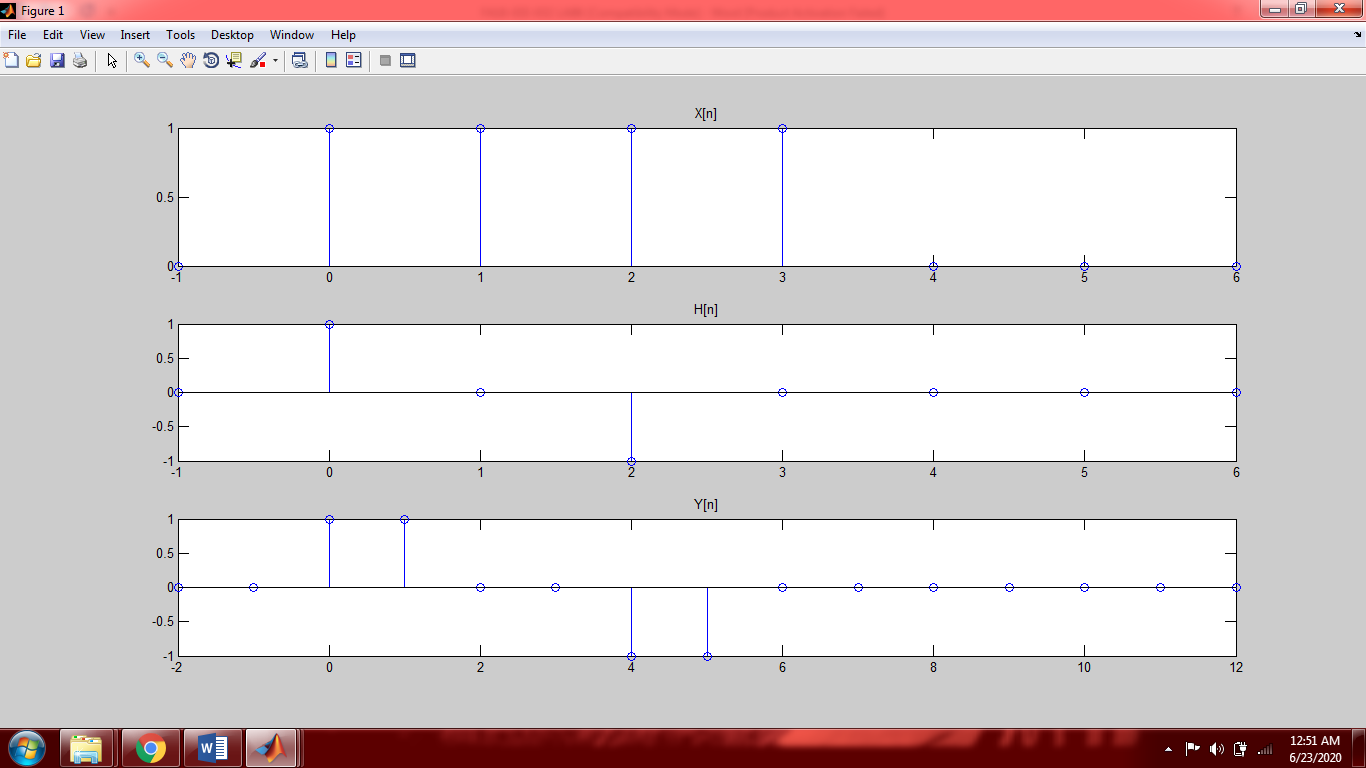 Figure 1
File Edit View Insert Tools Desktop Window Help
X[n]
1
0.5
0
-1 0 1 2 3 4 5 6
H[n]
1
0.5
0
-0.5
-1
-1 0 1 2 3 4 5 6
Y[n]
1
0.5
0
-0.5
-1
-2 0 2 4 6 8 10 12
W
12:51 AM
6/23/2020